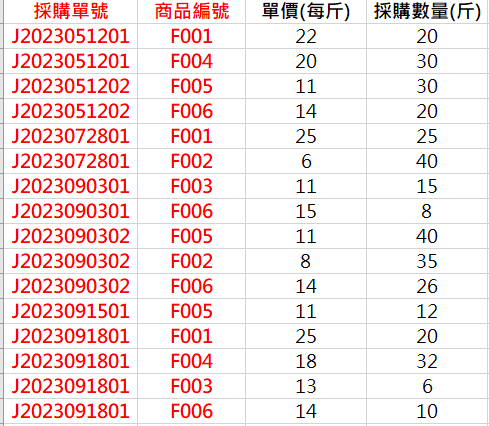 採購單號 商品編號 單價(每斤) 採購數量(斤)
J2023051201 F001 22 20
J2023051201 F004 20 30
J2023051202 F005 11 30
J2023051202 F006 14 20
J2023072801 F001 25 25
J2023072801 F002 6 40
J2023090301 F003 11 15
J2023090301 F006 15 8
J2023090302 F005 11 40
J2023090302 F002 8 35
J2023090302 F006 14 26
J2023091501 F005 11 12
J2023091801 F001 25 20
J2023091801 F004 18 32
J2023091801 F003 13 6
J2023091801 F006 14 10